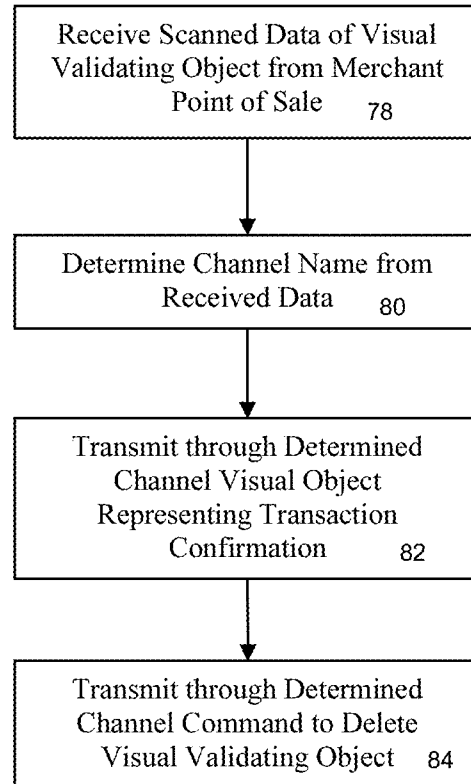 Receive Scanned Data of Visual
Validating Object from Merchant
Point of Sale 78
Determine Channel Name from
Received Data 80
Transmit through Determined
Channel Visual Object
Representing Transaction
Confirmation 82
Transmit through Determined
Channel Command to Delete
Visual Validating Object 84